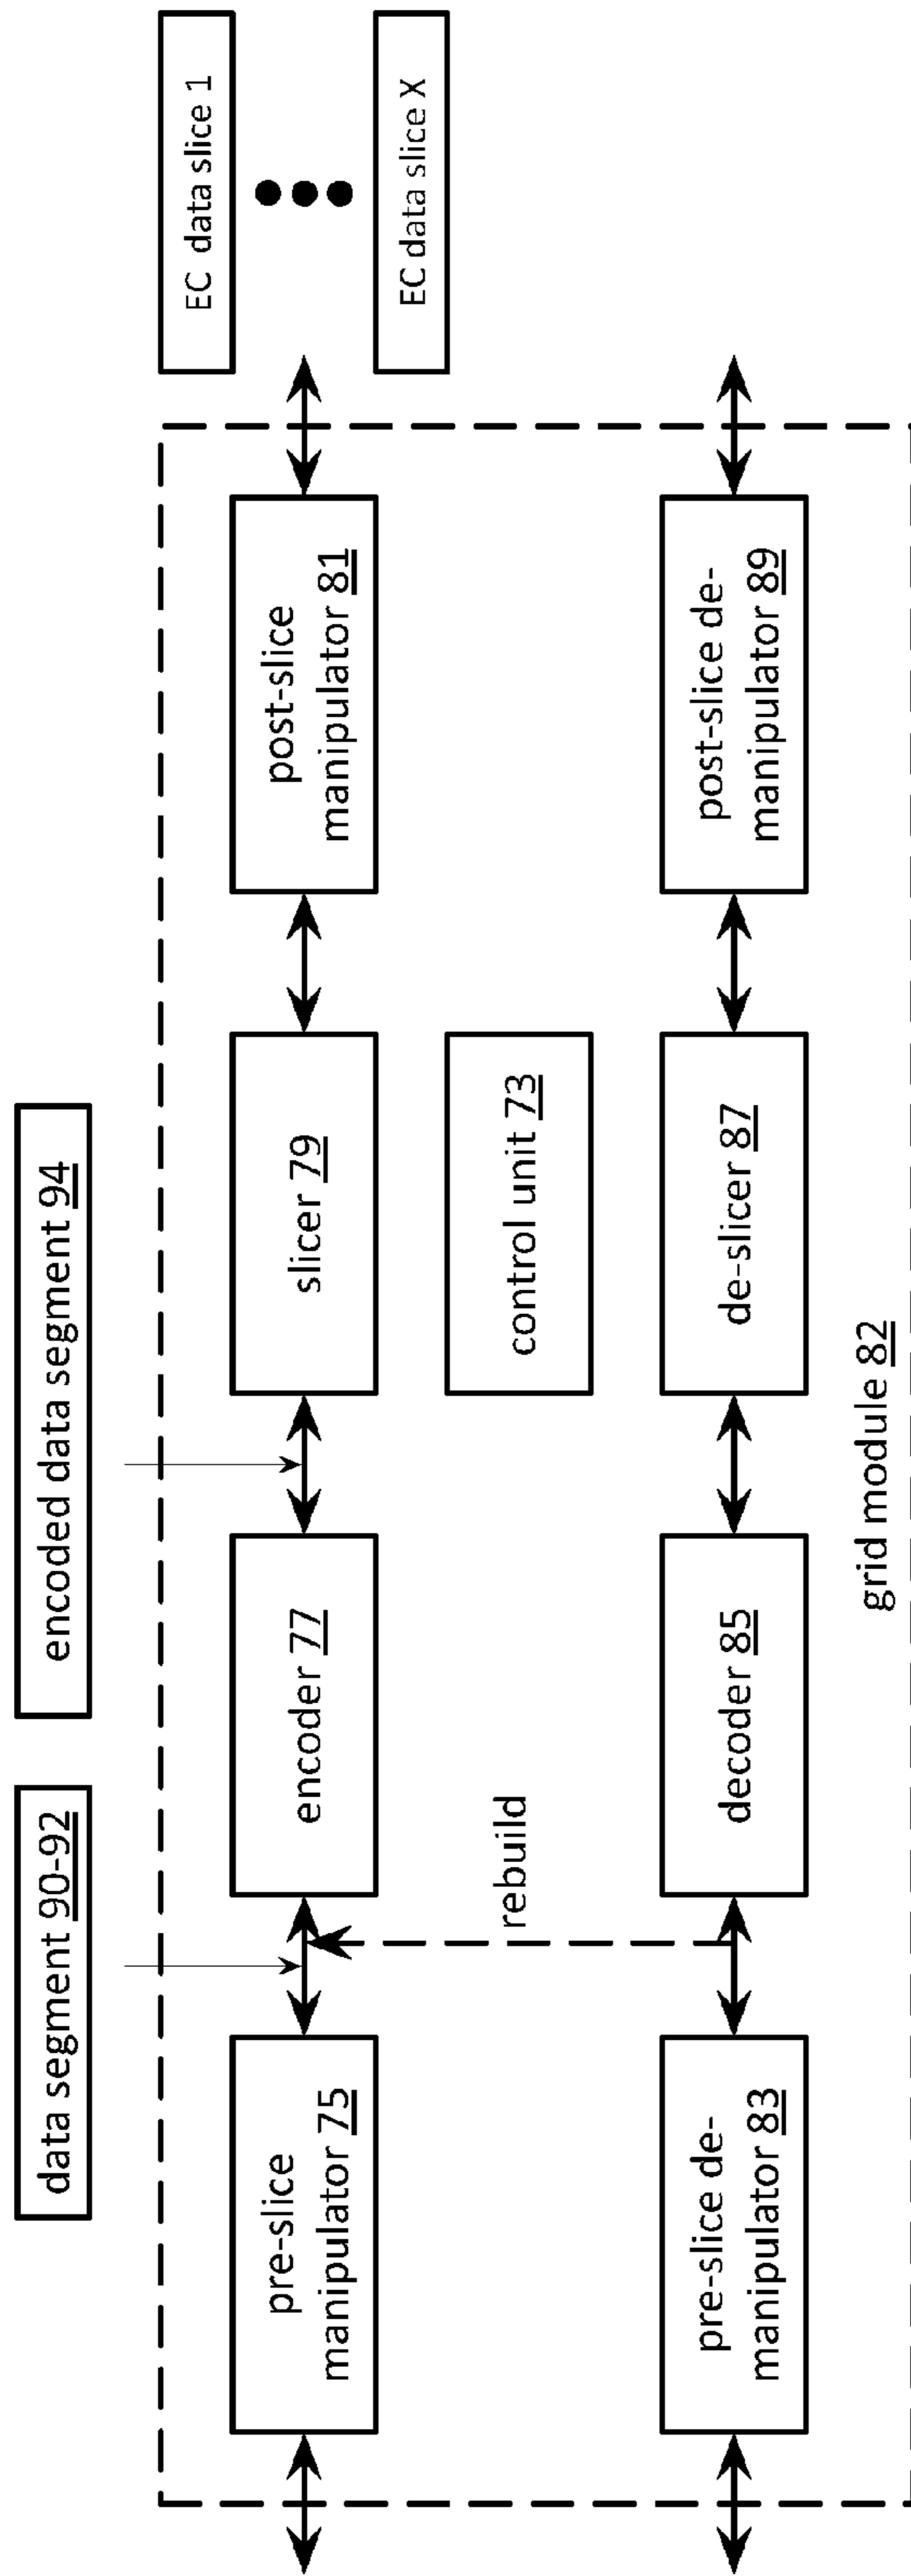 data segment 90-92
encoded data segment 94
EC data slice 1
EC data slice X
pre-slice
manipulator 75
encoder 77
slicer 79
post-slice
manipulator 81
rebuild
control unit 73
pre-slice de-
manipulator 83
decoder 85
de-slicer 87
post-slice de-
manipulator 89
grid module 82